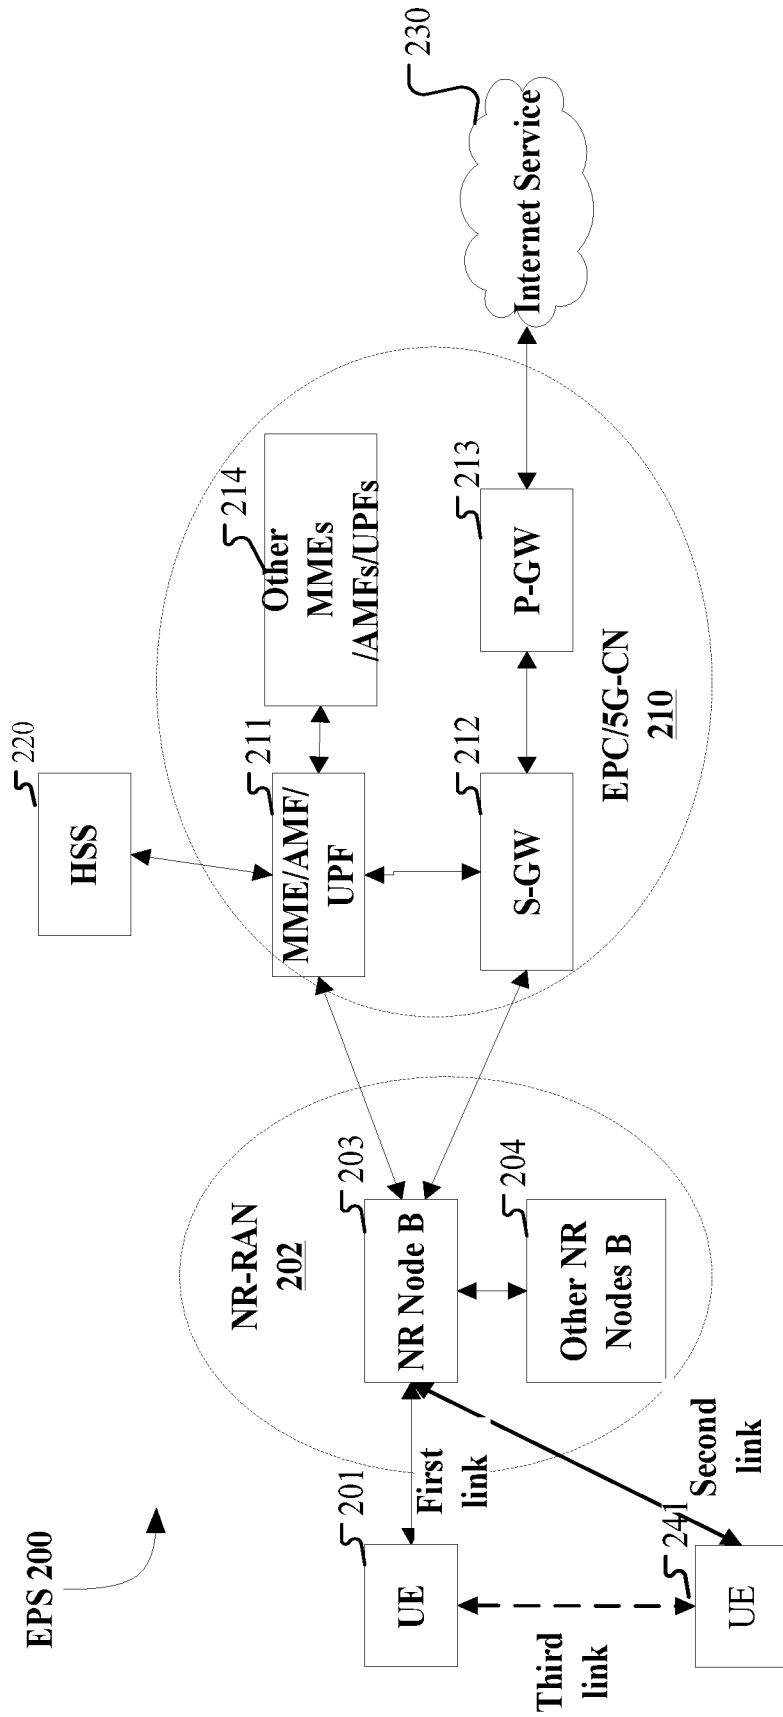 EPS 200
HSS
220
NR-RAN
202
UE
201
First
link
NR Node B
203
MME/AMF/
UPF
211
Other
MMEs
/AMFs/UPFs
214
Third
link
Other NR
Nodes B
204
S-GW
212
P-GW
213
Internet Service
230
EPC/5G-CN
210
UE
241
Second
link